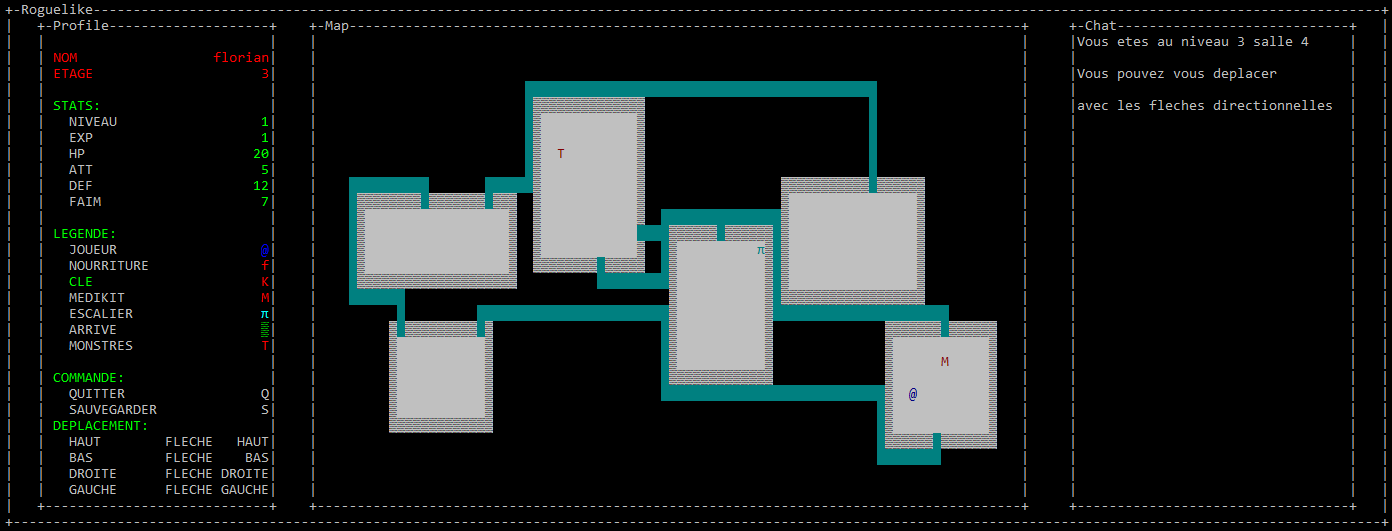 Roguelike
Profile
NOM florian
ETAGE 3
STATS:
NIVEAU 1
EXP 1
HP 20
ATT 5
DEF 12
FAIM 7
LEGENDE:
JOUEUR @
NOURRITURE f
CLE K
MEDIKIT M
ESCALIER π
ARRIVE ▒
MONSTRES T
COMMANDE:
QUITTER Q
SAUVEGARDER S
DEPLACEMENT:
HAUT FLECHE HAUT
BAS FLECHE BAS
DROITE FLECHE DROITE
GAUCHE FLECHE GAUCHE
Map
T
π
M
@
Chat
Vous etes au niveau 3 salle 4
Vous pouvez vous deplacer
avec les fleches directionnelles